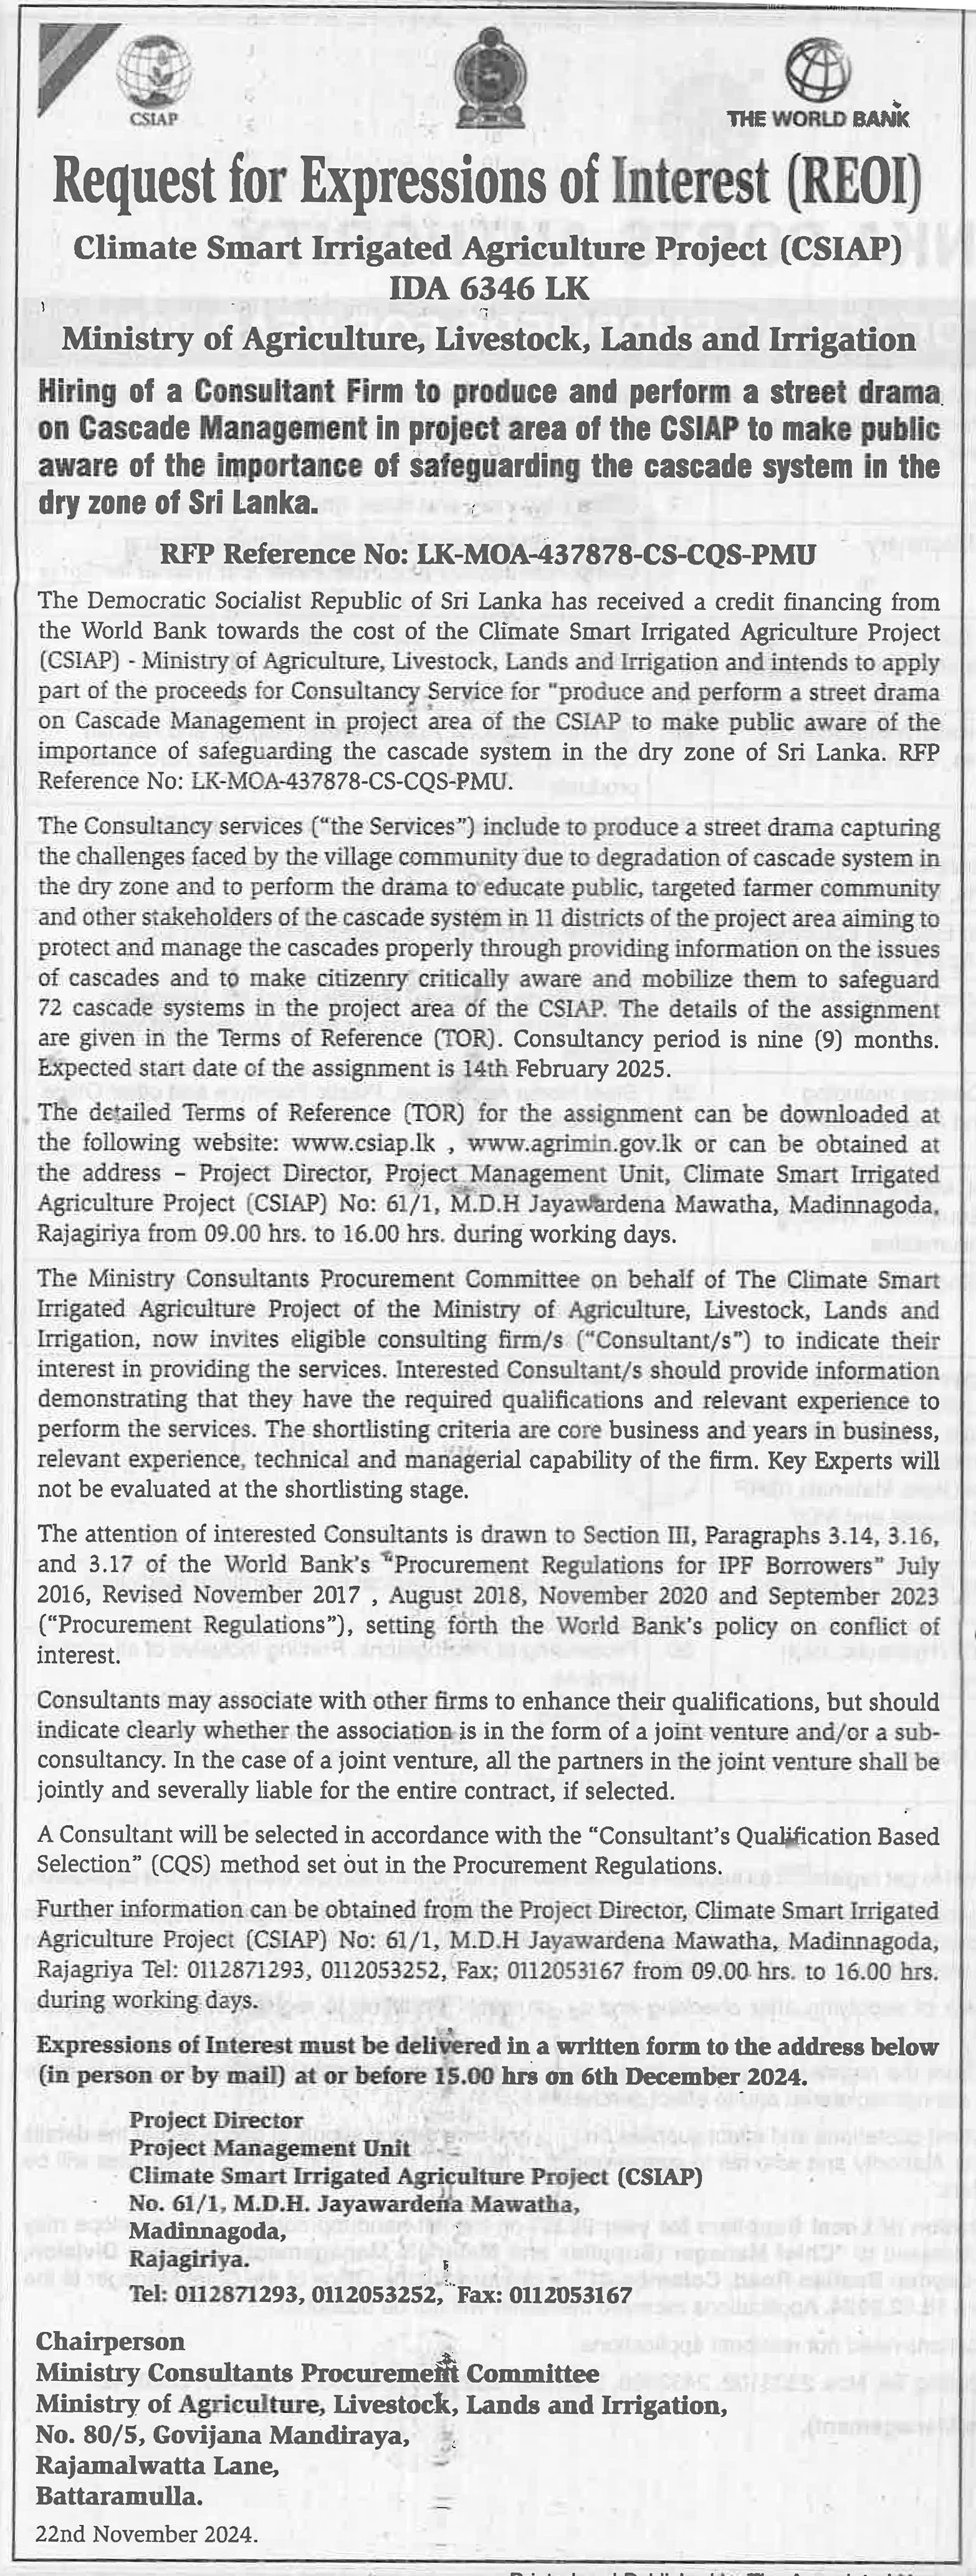 CSIAP
THE WORLD BANK
Request for Expressions of Interest (REOI)
Climate Smart Irrigated Agriculture Project (CSIAP)
IDA 6346 LK
Ministry of Agriculture, Livestock, Lands and Irrigation
Hiring of a Consultant Firm to produce and perform a street drama
on Cascade Management in project area of the CSIAP to make public
aware of the importance of safeguarding the cascade system in the
dry zone of Sri Lanka.
RFP Reference No: LK-MOA-437878-CS-CQS-PMU
The Democratic Socialist Republic of Sri Lanka has received a credit financing from
the World Bank towards the cost of the Climate Smart Irrigated Agriculture Project
(CSIAP) - Ministry of Agriculture, Livestock, Lands and Irrigation and intends to apply
part of the proceeds for Consultancy Service for "produce and perform a street drama
on Cascade Management in project area of the CSIAP to make public aware of the
importance of safeguarding the cascade system in the dry zone of Sri Lanka. RFP
Reference No: LK-MOA-437878-CS-CQS-PMU.
The Consultancy services (“the Services”) include to produce a street drama capturing
the challenges faced by the village community due to degradation of cascade system in
the dry zone and to perform the drama to educate public, targeted farmer community
and other stakeholders of the cascade system in 11 districts of the project area aiming to
protect and manage the cascades properly through providing information on the issues
of cascades and to make citizenry critically aware and mobilize them to safeguard
72 cascade systems in the project area of the CSIAP. The details of the assignment
are given in the Terms of Reference (TOR). Consultancy period is nine (9) months.
Expected start date of the assignment is 14th February 2025.
The detailed Terms of Reference (TOR) for the assignment can be downloaded at
the following website: www.csiap.lk , www.agrimin.gov.lk or can be obtained at
the address – Project Director, Project Management Unit, Climate Smart Irrigated
Agriculture Project (CSIAP) No: 61/1, M.D.H Jayawardena Mawatha, Madinnagoda,
Rajagiriya from 09.00 hrs. to 16.00 hrs. during working days.
The Ministry Consultants Procurement Committee on behalf of The Climate Smart
Irrigated Agriculture Project of the Ministry of Agriculture, Livestock, Lands and
Irrigation, now invites eligible consulting firm/s (“Consultant/s”) to indicate their
interest in providing the services. Interested Consultant/s should provide information
demonstrating that they have the required qualifications and relevant experience to
perform the services. The shortlisting criteria are core business and years in business,
relevant experience, technical and managerial capability of the firm. Key Experts will
not be evaluated at the shortlisting stage.
The attention of interested Consultants is drawn to Section III, Paragraphs 3.14, 3.16,
and 3.17 of the World Bank’s “Procurement Regulations for IPF Borrowers” July
2016, Revised November 2017 , August 2018, November 2020 and September 2023
(“Procurement Regulations”), setting forth the World Bank’s policy on conflict of
interest.
Consultants may associate with other firms to enhance their qualifications, but should
indicate clearly whether the association is in the form of a joint venture and/or a sub-
consultancy. In the case of a joint venture, all the partners in the joint venture shall be
jointly and severally liable for the entire contract, if selected.
A Consultant will be selected in accordance with the “Consultant’s Qualification Based
Selection” (CQS) method set out in the Procurement Regulations.
Further information can be obtained from the Project Director, Climate Smart Irrigated
Agriculture Project (CSIAP) No: 61/1, M.D.H Jayawardena Mawatha, Madinnagoda,
Rajagriya Tel: 0112871293, 0112053252, Fax; 0112053167 from 09.00 hrs. to 16.00 hrs.
during working days.
Expressions of Interest must be delivered in a written form to the address below
(in person or by mail) at or before 15.00 hrs on 6th December 2024.
Project Director
Project Management Unit
Climate Smart Irrigated Agriculture Project (CSIAP)
No. 61/1, M.D.H. Jayawardena Mawatha,
Madinnagoda,
Rajagiriya.
Tel: 0112871293, 0112053252, Fax: 0112053167
Chairperson
Ministry Consultants Procurement Committee
Ministry of Agriculture, Livestock, Lands and Irrigation,
No. 80/5, Govijana Mandiraya,
Rajamalwatta Lane,
Battaramulla.
22nd November 2024.